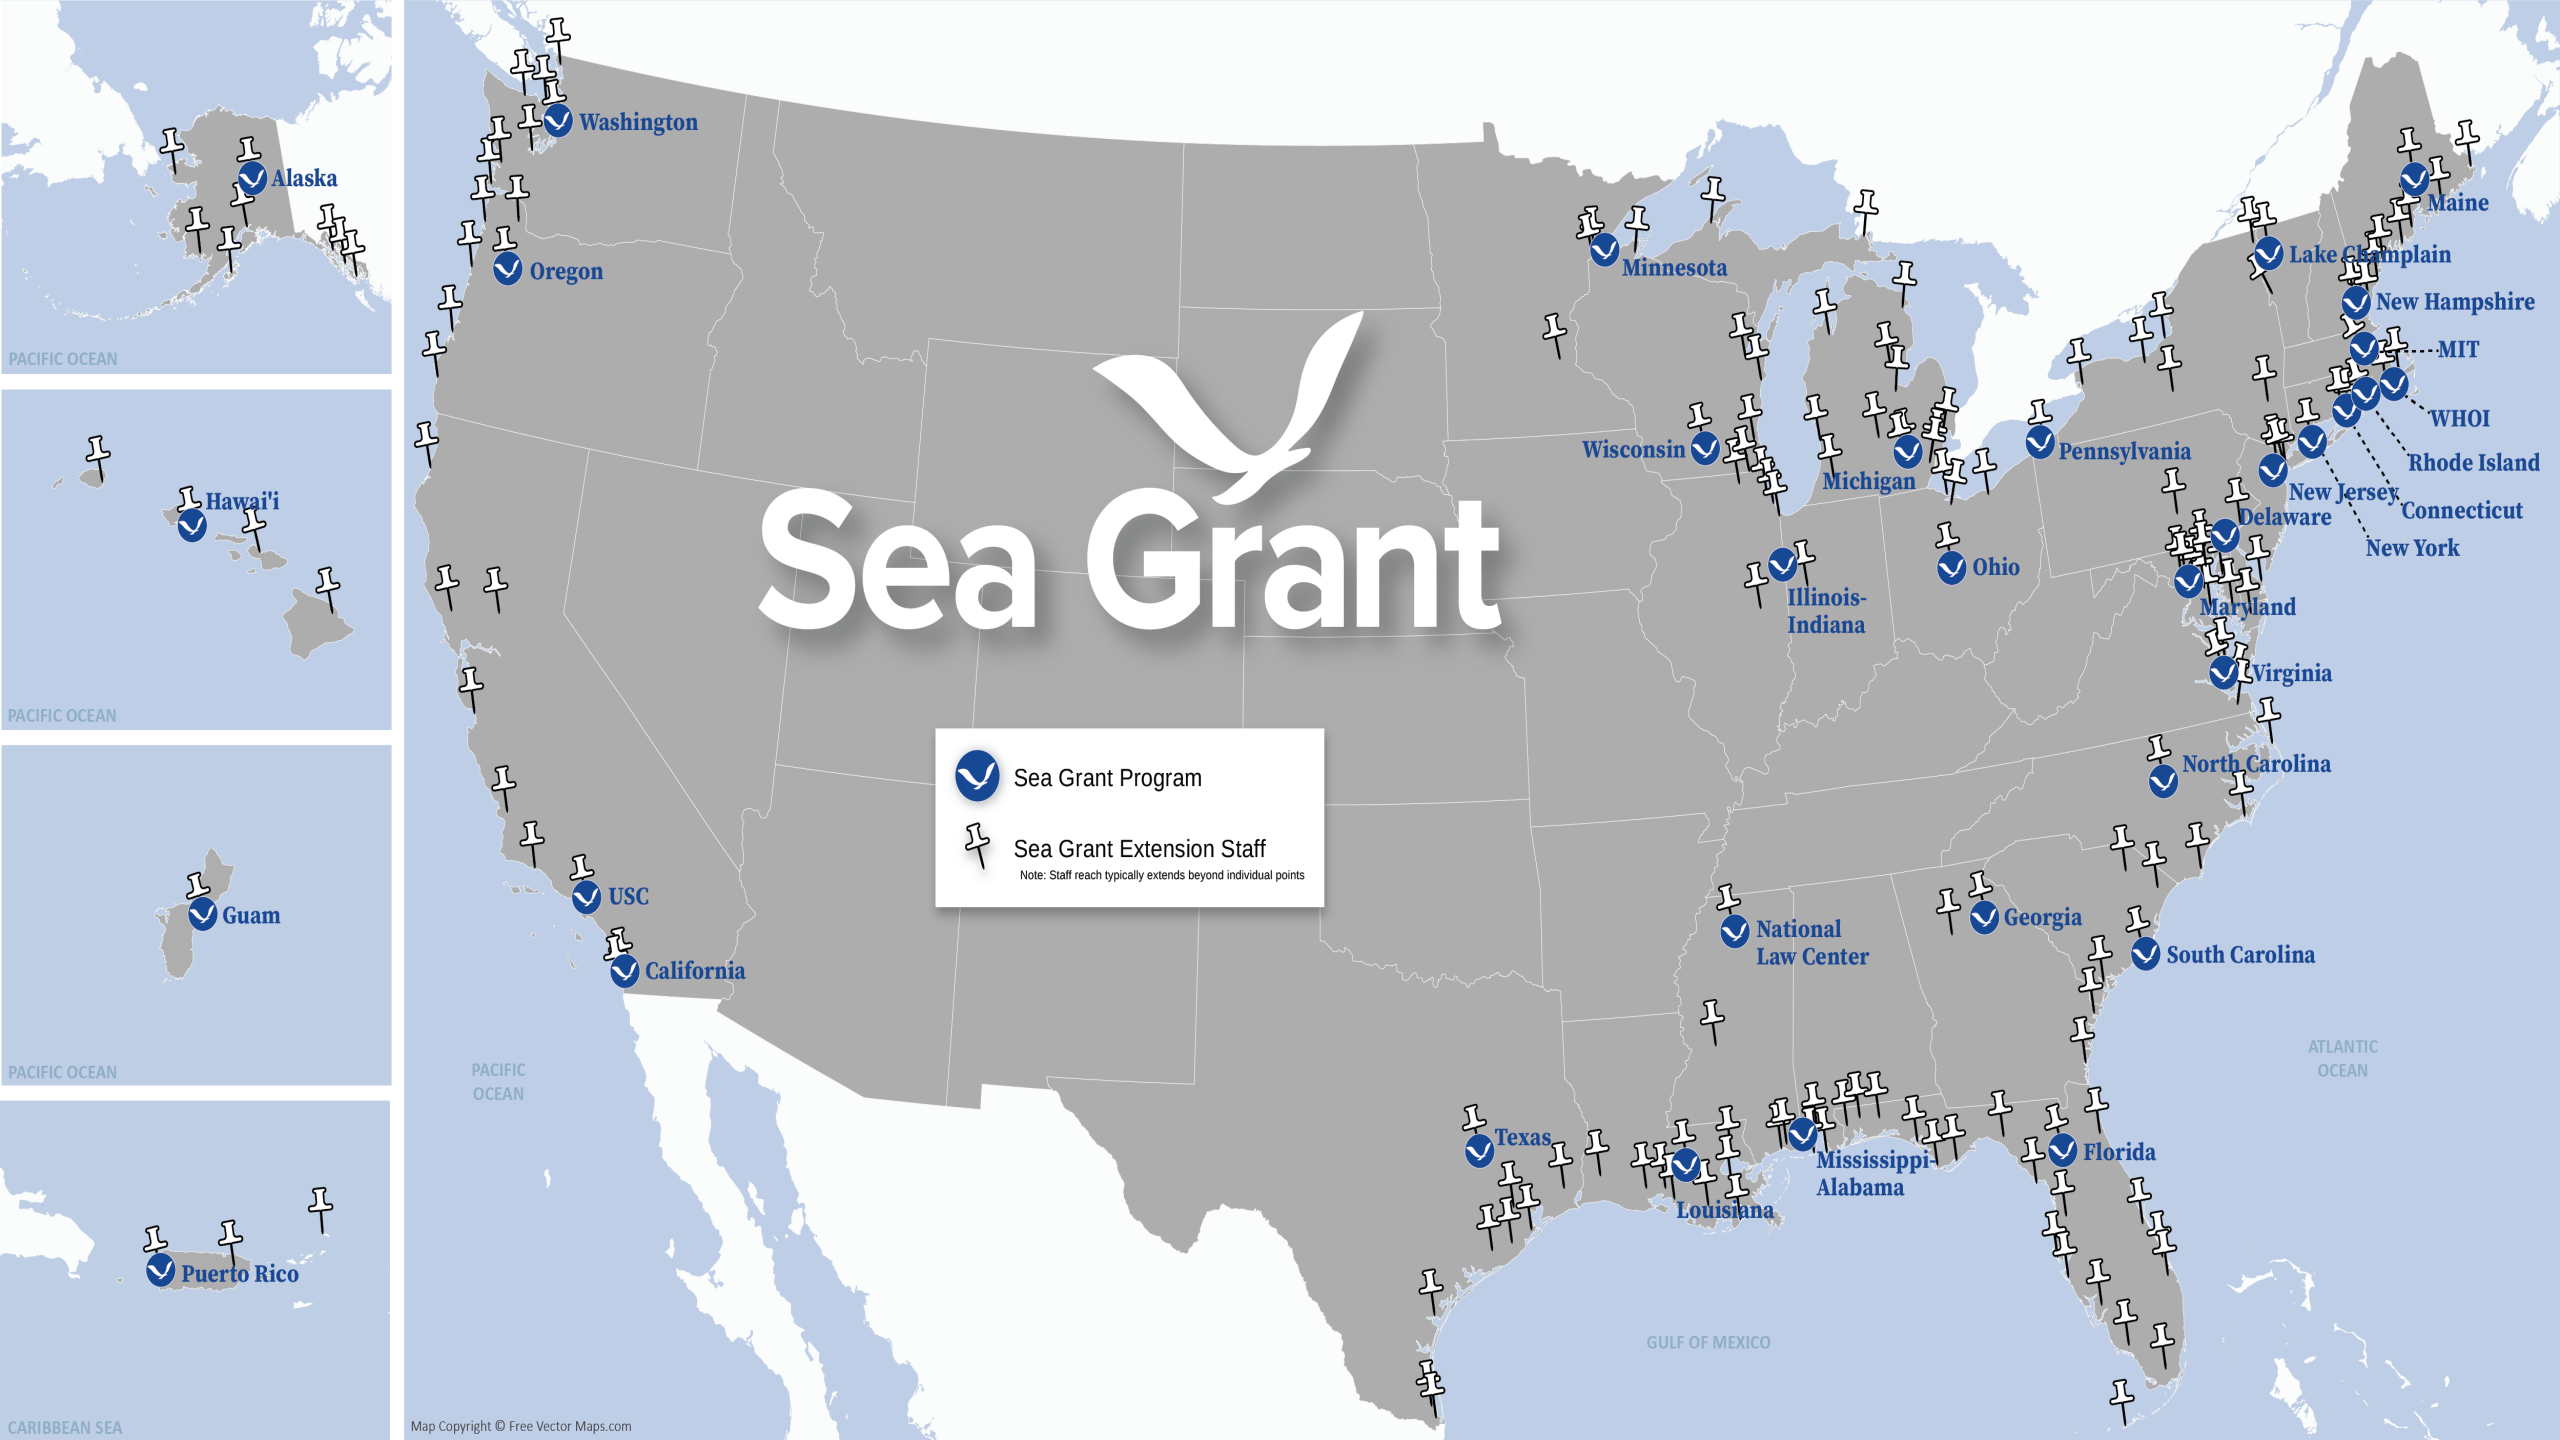 Alaska
PACIFIC OCEAN
Hawai'i
PACIFIC OCEAN
Guam
PACIFIC OCEAN
Puerto Rico
CARIBBEAN SEA
Washington
Oregon
USC
California
PACIFIC
OCEAN
Map Copyright © Free Vector Maps.com
Sea Grant
Sea Grant Program
Sea Grant Extension Staff
Note: Staff reach typically extends beyond individual points
Minnesota
Wisconsin
Michigan
Illinois-
Indiana
Ohio
Pennsylvania
Maine
Lake Champlain
New Hampshire
MIT
WHOI
Rhode Island
Connecticut
New York
New Jersey
Delaware
Maryland
Virginia
North Carolina
South Carolina
Georgia
National
Law Center
Texas
Louisiana
Mississippi-
Alabama
Florida
GULF OF MEXICO
ATLANTIC
OCEAN